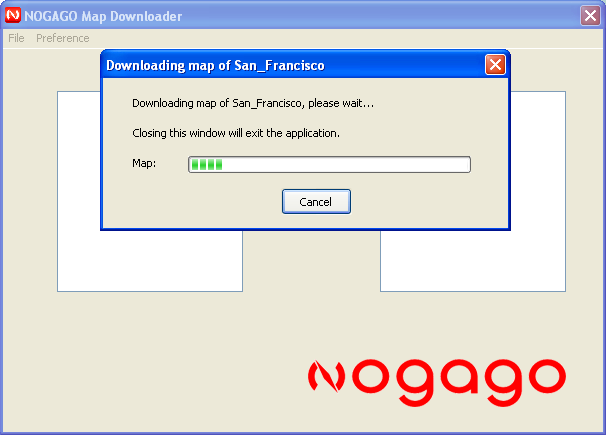 NOGAGO Map Downloader
File Preference
Downloading map of San_Francisco
Downloading map of San_Francisco, please wait...
Closing this window will exit the application.
Map:
Cancel
nogago